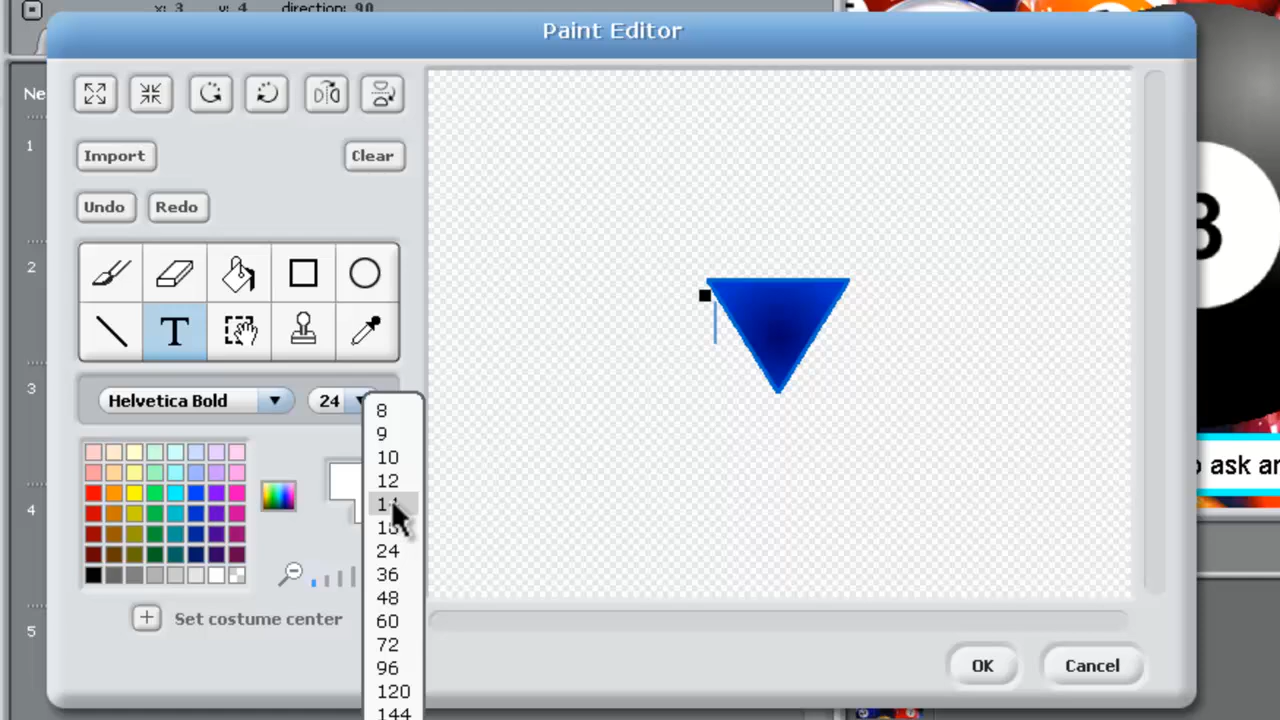 x: 3 y: 4 direction: 90
Paint Editor
Ne
1
2
3
4
5
Import
Clear
Undo
Redo
T
Helvetica Bold
24
8
9
10
12
24
36
48
60
72
96
120
144
Set costume center
OK
Cancel
8
ask